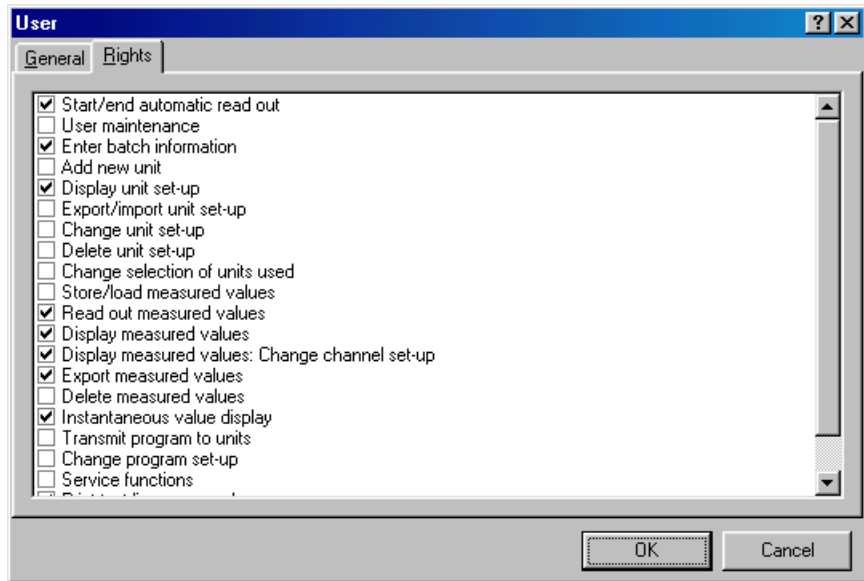 User
General
Rights
Start/end automatic read out
User maintenance
Enter batch information
Add new unit
Display unit set-up
Export/import unit set-up
Change unit set-up
Delete unit set-up
Change selection of units used
Store/load measured values
Read out measured values
Display measured values
Display measured values: Change channel set-up
Export measured values
Delete measured values
Instantaneous value display
Transmit program to units
Change program set-up
Service functions
OK
Cancel